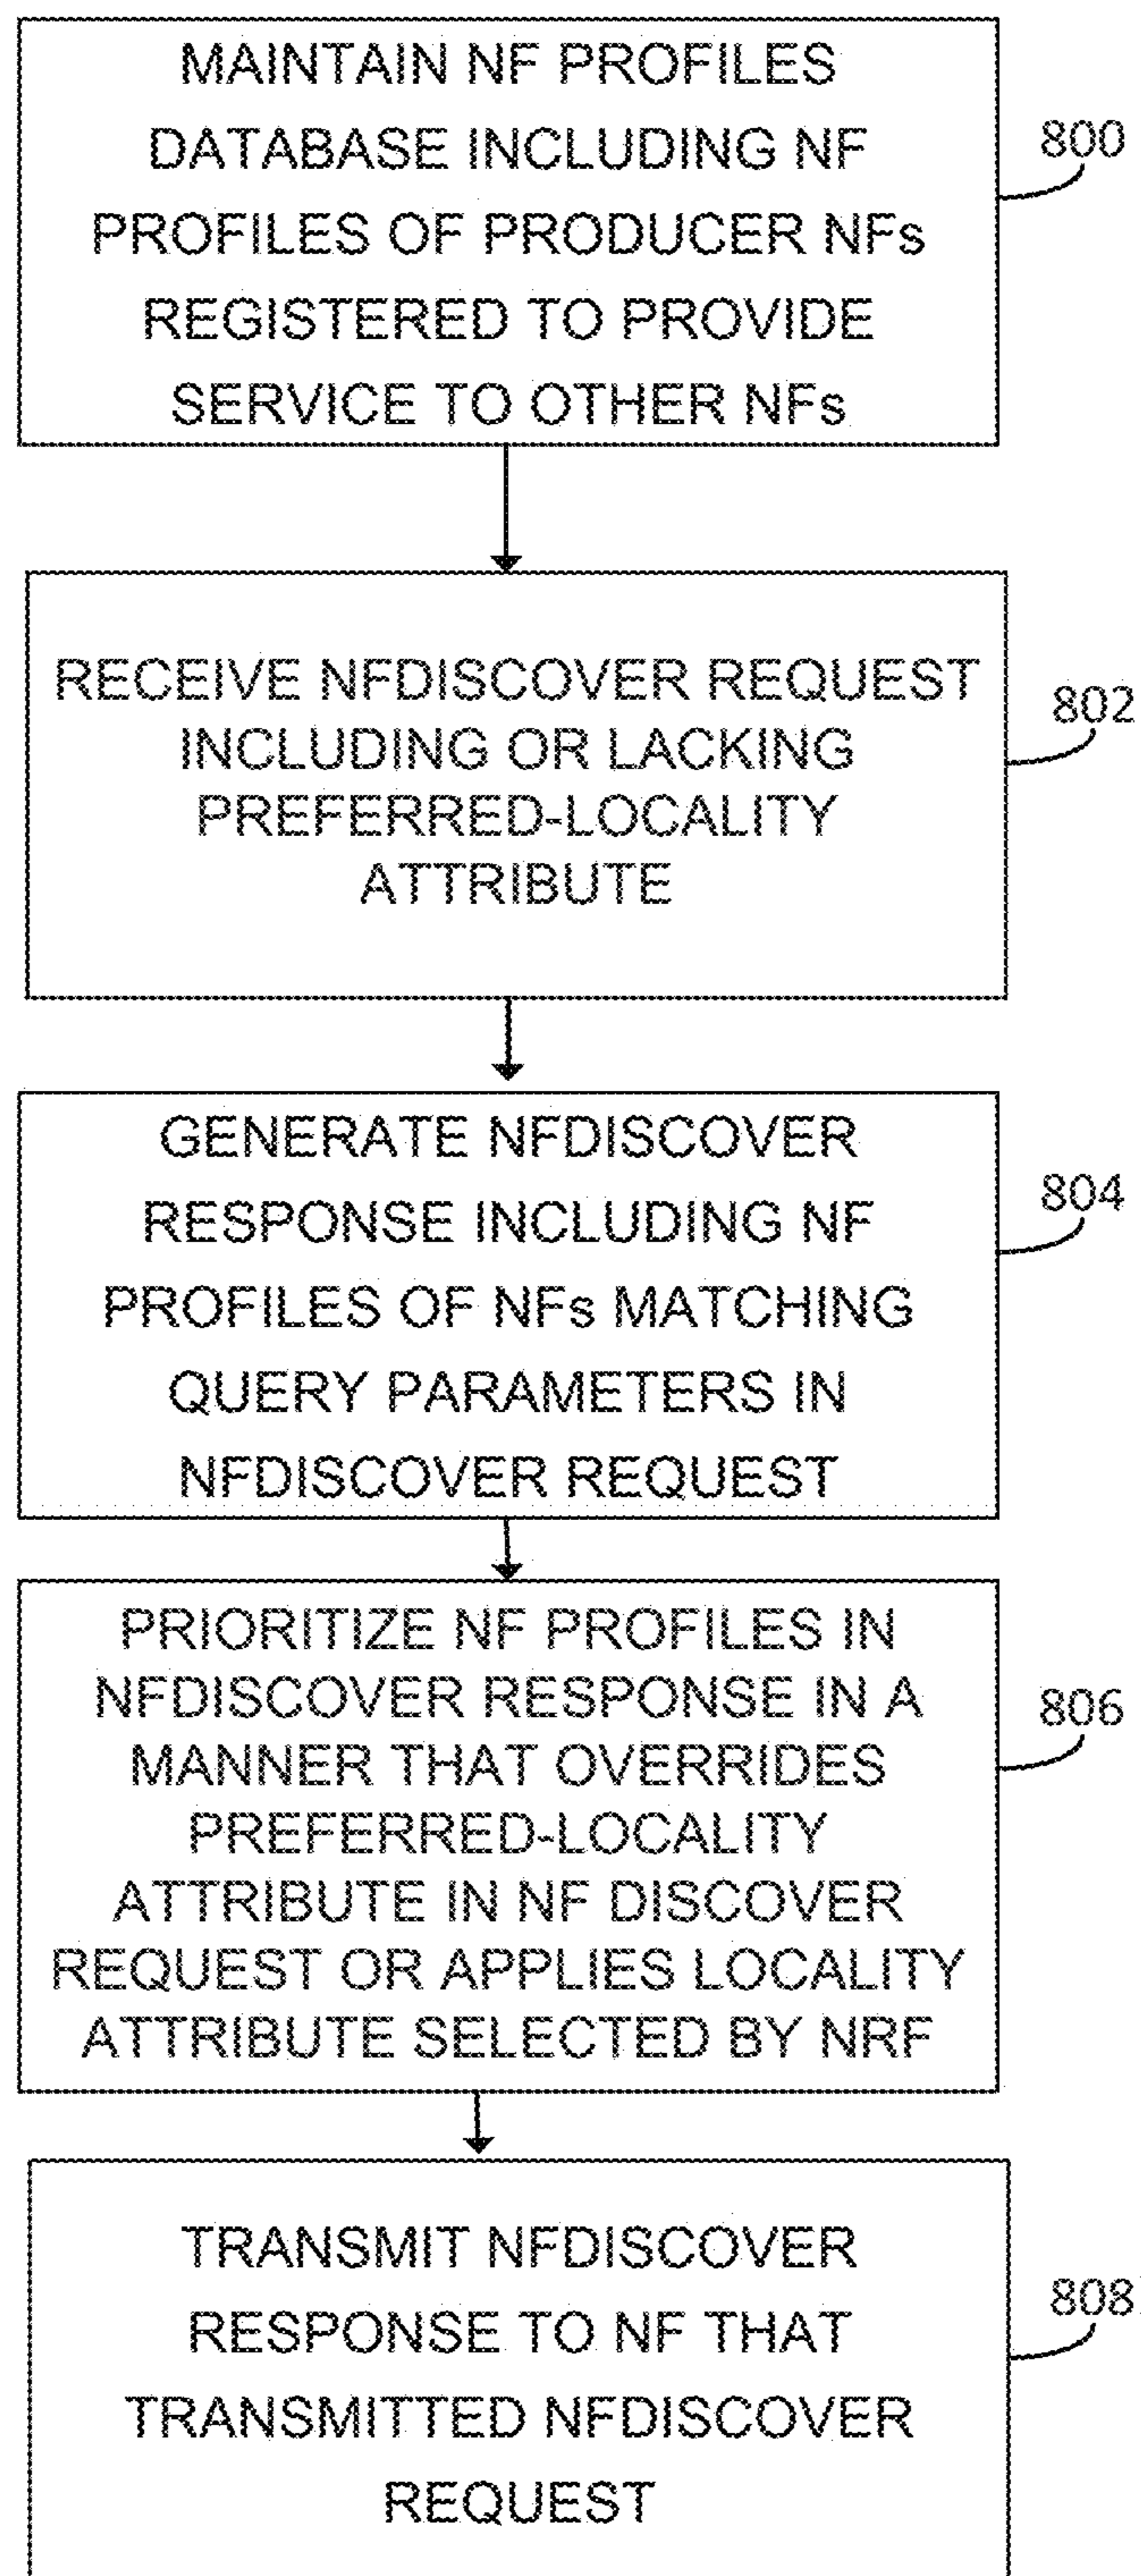 MAINTAIN NF PROFILES
DATABASE INCLUDING NF
PROFILES OF PRODUCER NFs
REGISTERED TO PROVIDE
SERVICE TO OTHER NFs
800
RECEIVE NFDISCOVER REQUEST
INCLUDING OR LACKING
PREFERRED-LOCALITY
ATTRIBUTE
802
GENERATE NFDISCOVER
RESPONSE INCLUDING NF
PROFILES OF NFs MATCHING
QUERY PARAMETERS IN
NFDISCOVER REQUEST
804
PRIORITIZE NF PROFILES IN
NFDISCOVER RESPONSE IN A
MANNER THAT OVERRIDES
PREFERRED-LOCALITY
ATTRIBUTE IN NF DISCOVER
REQUEST OR APPLIES LOCALITY
ATTRIBUTE SELECTED BY NRF
806
TRANSMIT NFDISCOVER
RESPONSE TO NF THAT
TRANSMITTED NFDISCOVER
REQUEST
808